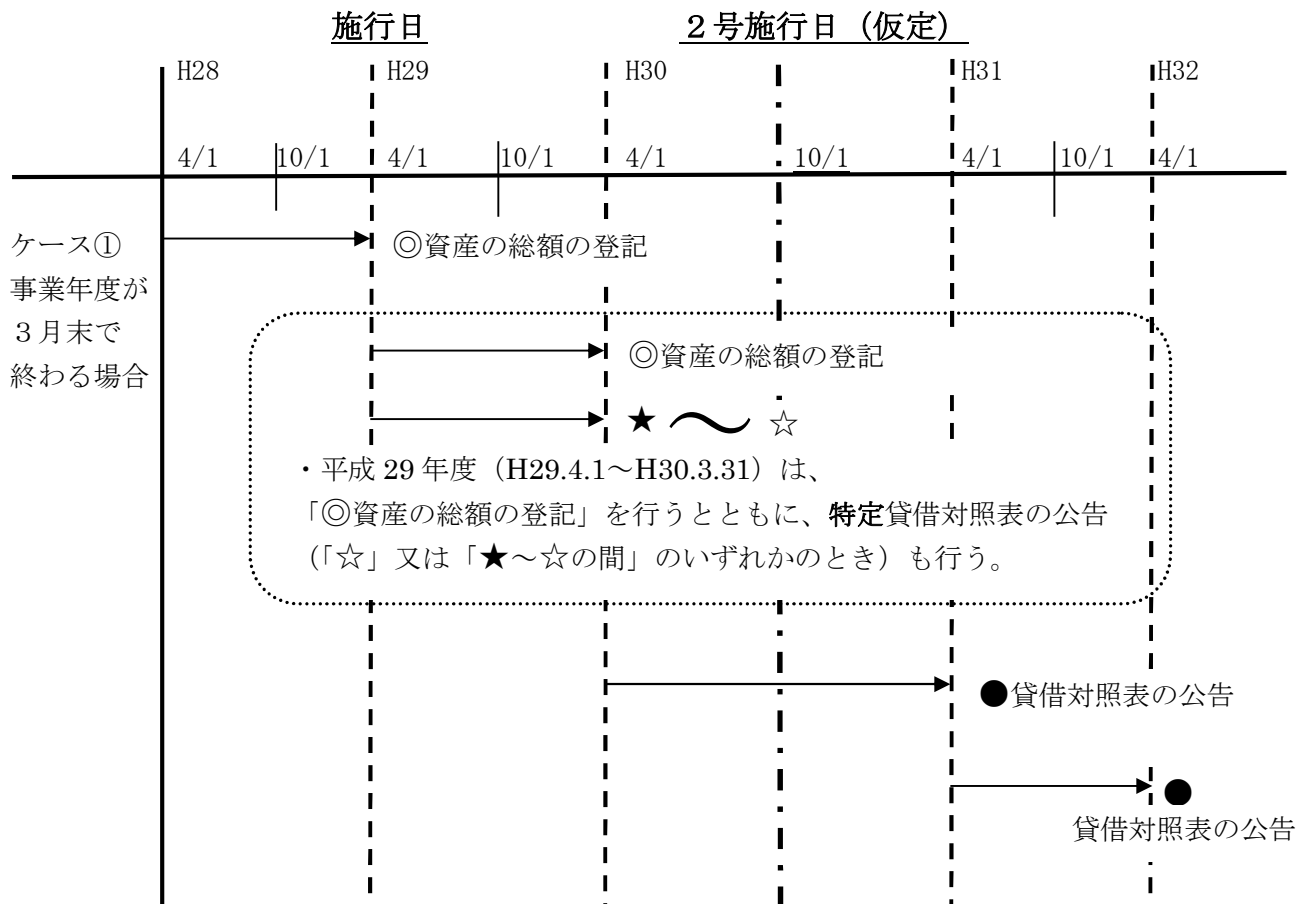 施行日 2号施行日(仮定)
H28 H29 H30 H31 H32
4/1 10/1 4/1 10/1 4/1 10/1 4/1 10/1 4/1
ケース①
事業年度が
3月末で
終わる場合
◎資産の総額の登記
◎資産の総額の登記
★～☆
・平成 29 年度(H29.4.1～H30.3.31)は、
「◎資産の総額の登記」を行うとともに、特定貸借対照表の公告
(「☆」又は「★～☆の間」のいずれかのとき)も行う。
●貸借対照表の公告
●
貸借対照表の公告